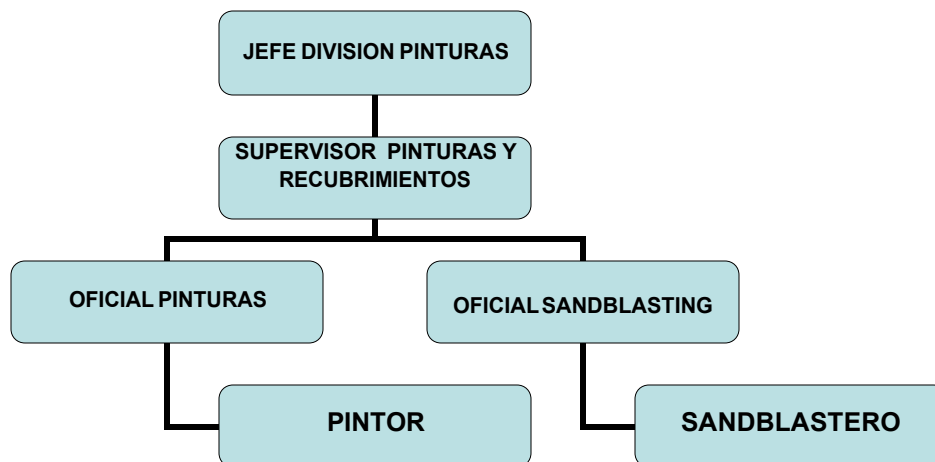 JEFE DIVISION PINTURAS
SUPERVISOR PINTURAS Y
RECUBRIMIENTOS
OFICIAL PINTURAS
OFICIAL SANDBLASTING
PINTOR
SANDBLASTERO